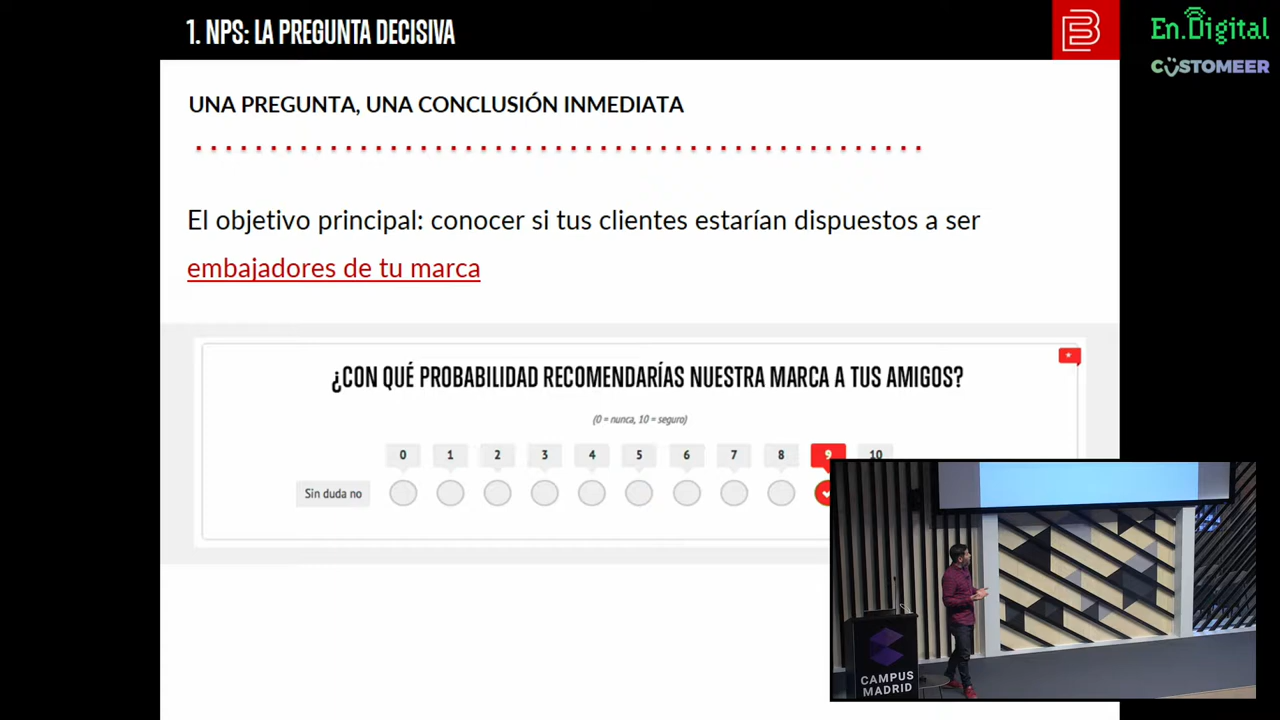 1. NPS: LA PREGUNTA DECISIVA
En.Digital
CUSTOMEER
UNA PREGUNTA, UNA CONCLUSIÓN INMEDIATA
El objetivo principal: conocer si tus clientes estarían dispuestos a ser
embajadores de tu marca
¿CON QUÉ PROBABILIDAD RECOMENDARÍAS NUESTRA MARCA A TUS AMIGOS?
(0 = nunca, 10 = seguro)
0 1 2 3 4 5 6 7 8 9 10
Sin duda no
CAMPUS
MADRID